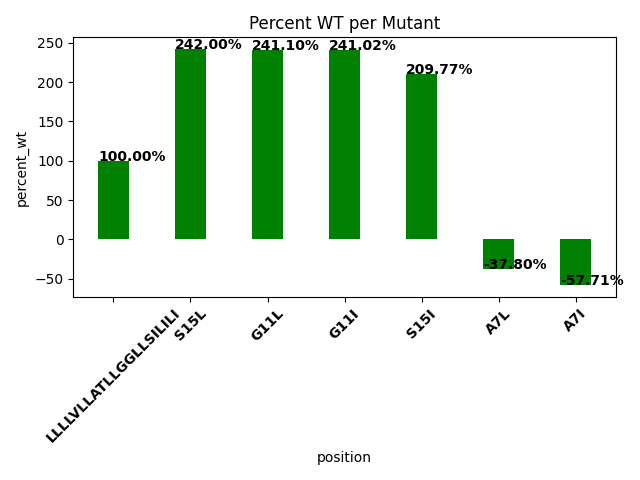 Percent WT per Mutant
percent_wt
250
200
150
100
50
0
−50
100.00%
242.00%
241.10%
241.02%
209.77%
-37.80%
-57.71%
LLLLVLLATLLGGLLSILILI
S15L
G11L
G11I
S15I
A7L
A7I
position